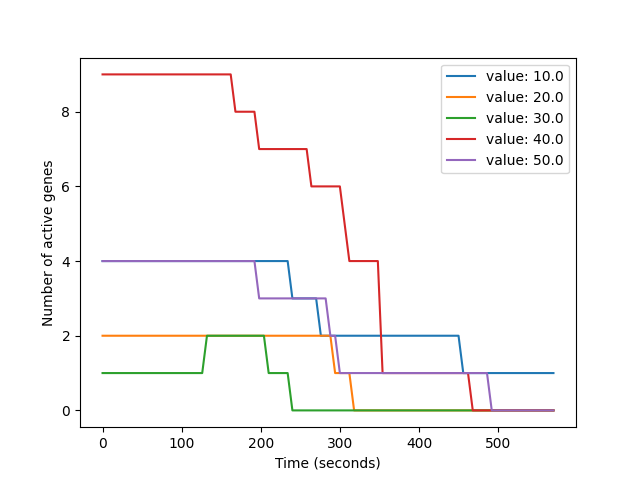 value: 10.0
value: 20.0
value: 30.0
value: 40.0
value: 50.0
Number of active genes
8
6
4
2
0
0 100 200 300 400 500
Time (seconds)